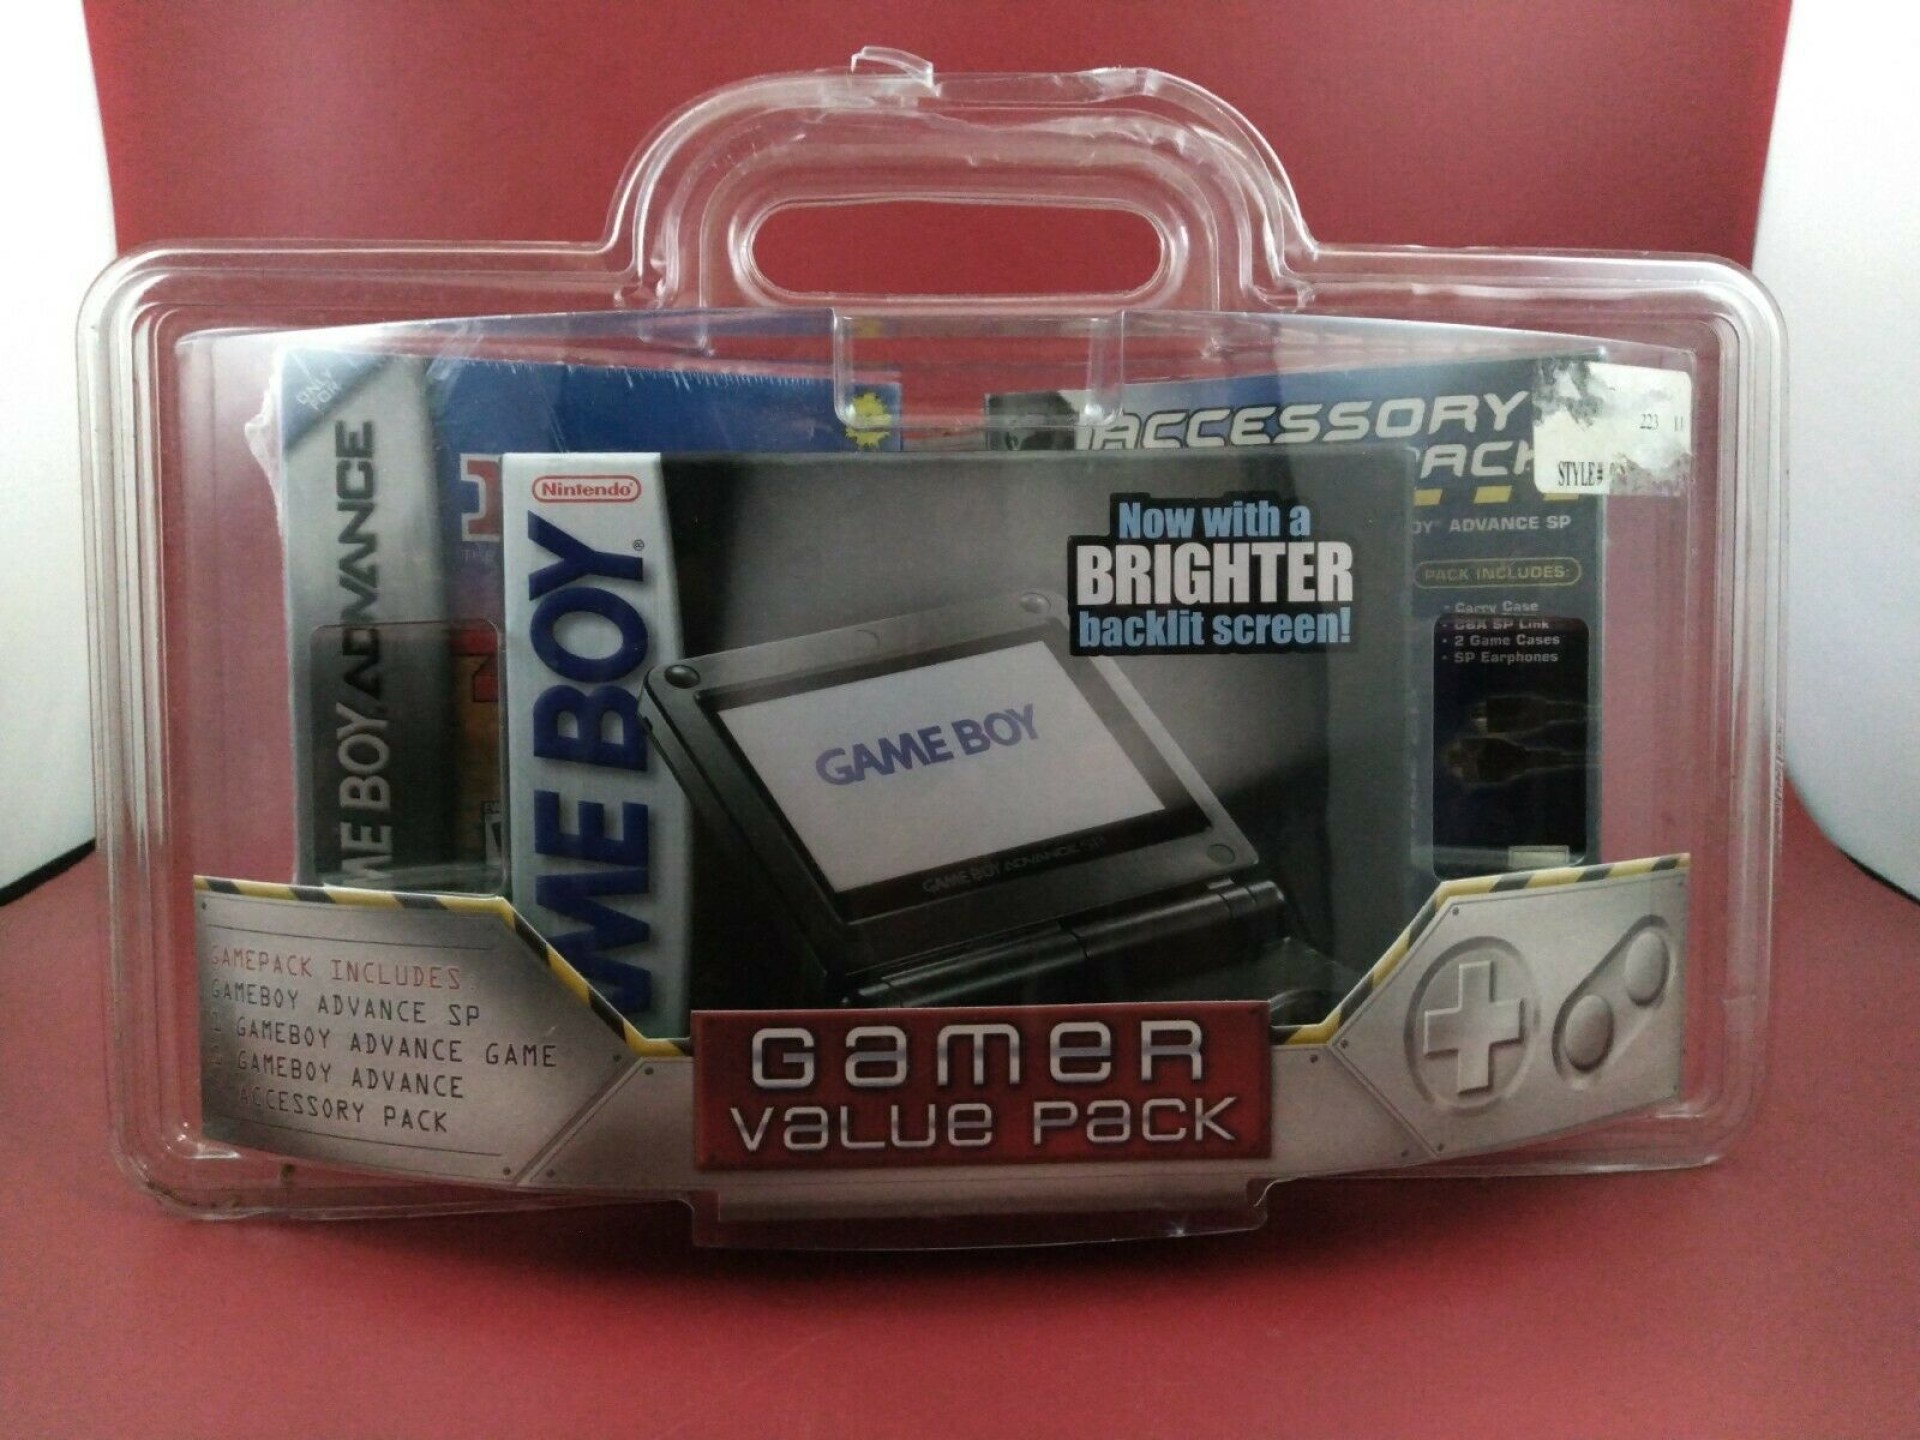 ONLY
FOR
GAME BOY ADVANCE
Nintendo®
GAME BOY®
Now with a
BRIGHTER
backlit screen!
GAME BOY
GAME BOY ADVANCE SP
ACCESSORY
PACK
223 11
STYLE#
ADVANCE SP
PACK INCLUDES:
• Carry Case
• GBA SP Link
• 2 Game Cases
• SP Earphones
GAMEPACK INCLUDES:
GAMEBOY ADVANCE SP
GAMEBOY ADVANCE GAME
GAMEBOY ADVANCE
ACCESSORY PACK
GAMER
VALUE PACK